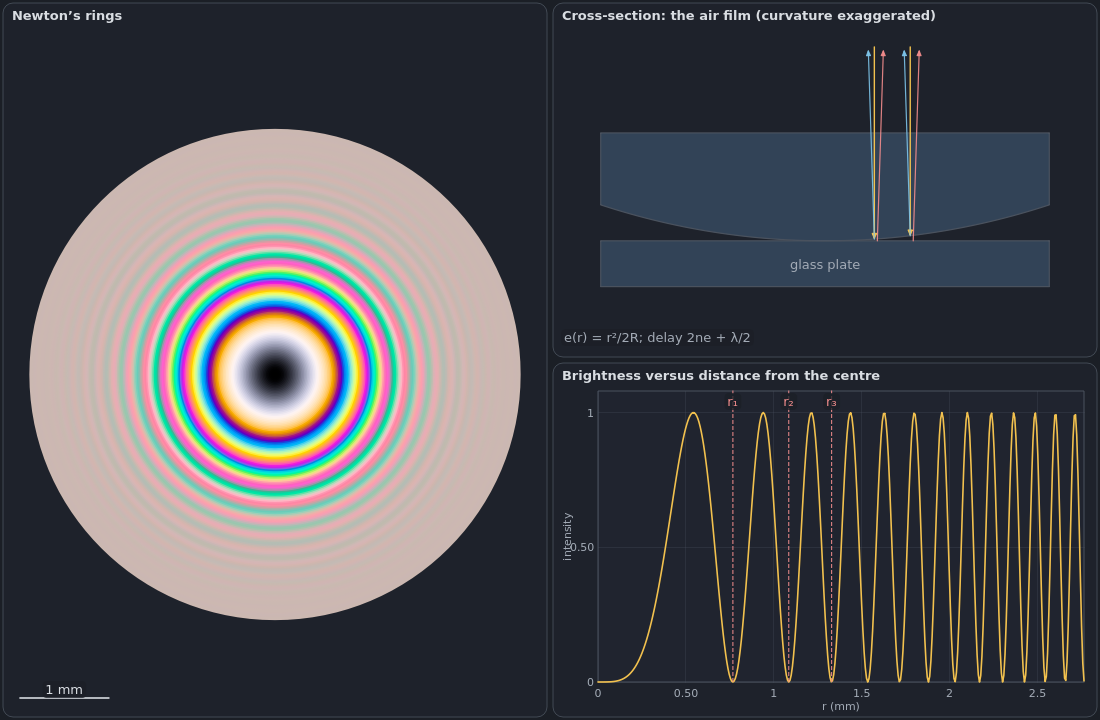 Newton’s rings
1 mm
Cross-section: the air film (curvature exaggerated)
glass plate
e(r) = r²/2R; delay 2ne + λ/2
Brightness versus distance from the centre
r₁ r₂ r₃
1
0.50
0
intensity
0 0.50 1 1.5 2 2.5
r (mm)